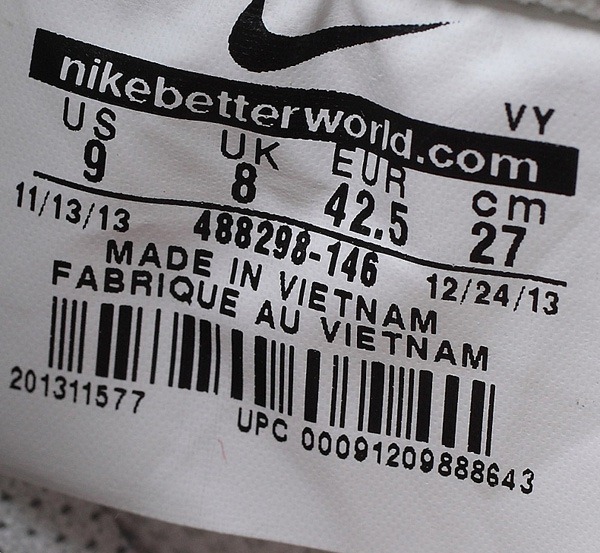 nikebetterworld.com
VY
US UK EUR cm
9 8 42.5 27
11/13/13 488298-146 12/24/13
MADE IN VIETNAM
FABRIQUE AU VIETNAM
201311577
UPC 00091209888643